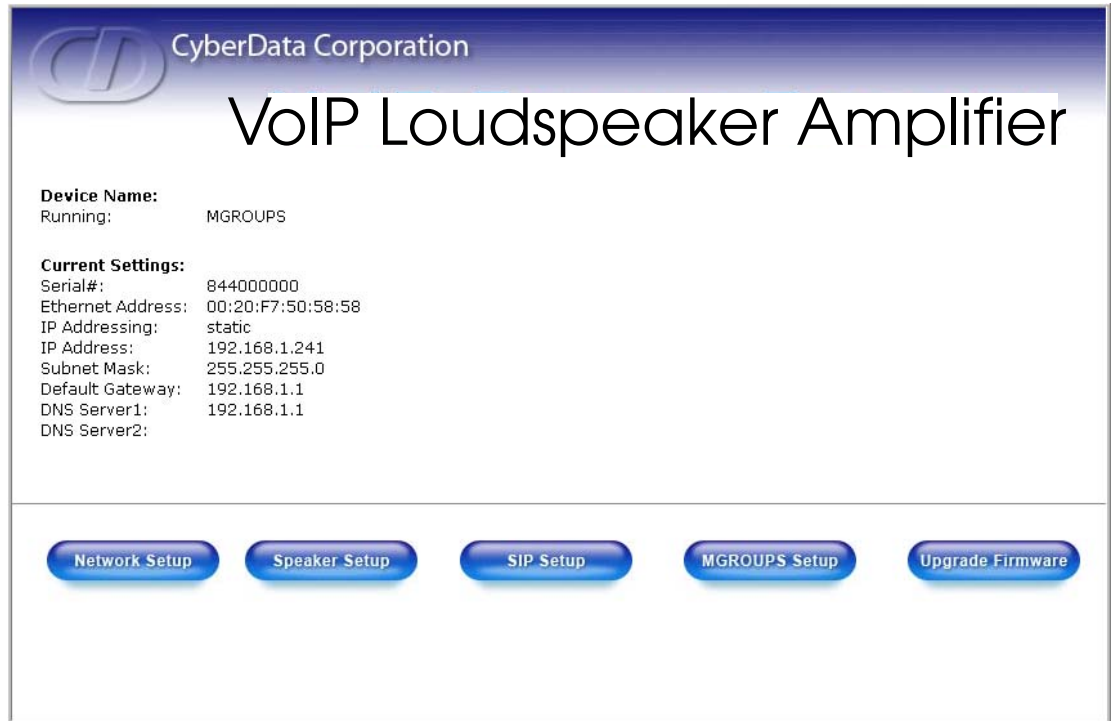 CyberData Corporation
VoIP Loudspeaker Amplifier
Device Name:
Running: MGROUPS
Current Settings:
Serial#: 844000000
Ethernet Address: 00:20:F7:50:58:58
IP Addressing: static
IP Address: 192.168.1.241
Subnet Mask: 255.255.255.0
Default Gateway: 192.168.1.1
DNS Server1: 192.168.1.1
DNS Server2:
Network Setup Speaker Setup SIP Setup MGROUPS Setup Upgrade Firmware